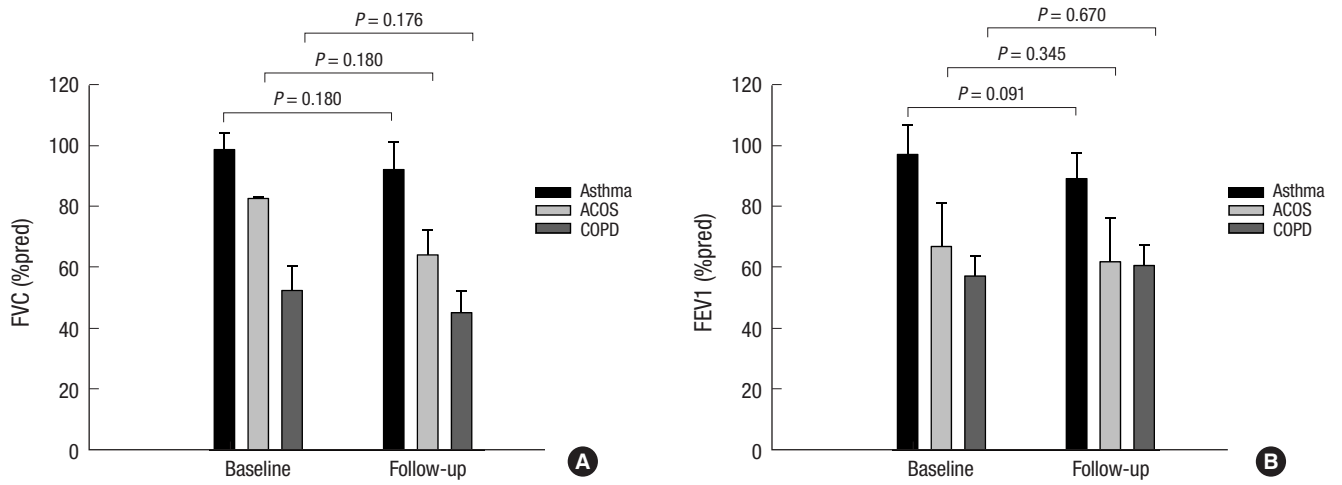 P = 0.176
P = 0.180
P = 0.180
120
100
80
60
40
20
0
FVC (%pred)
Baseline
Follow-up
Asthma
ACOS
COPD
A
P = 0.670
P = 0.345
P = 0.091
120
100
80
60
40
20
0
FEV1 (%pred)
Baseline
Follow-up
Asthma
ACOS
COPD
B